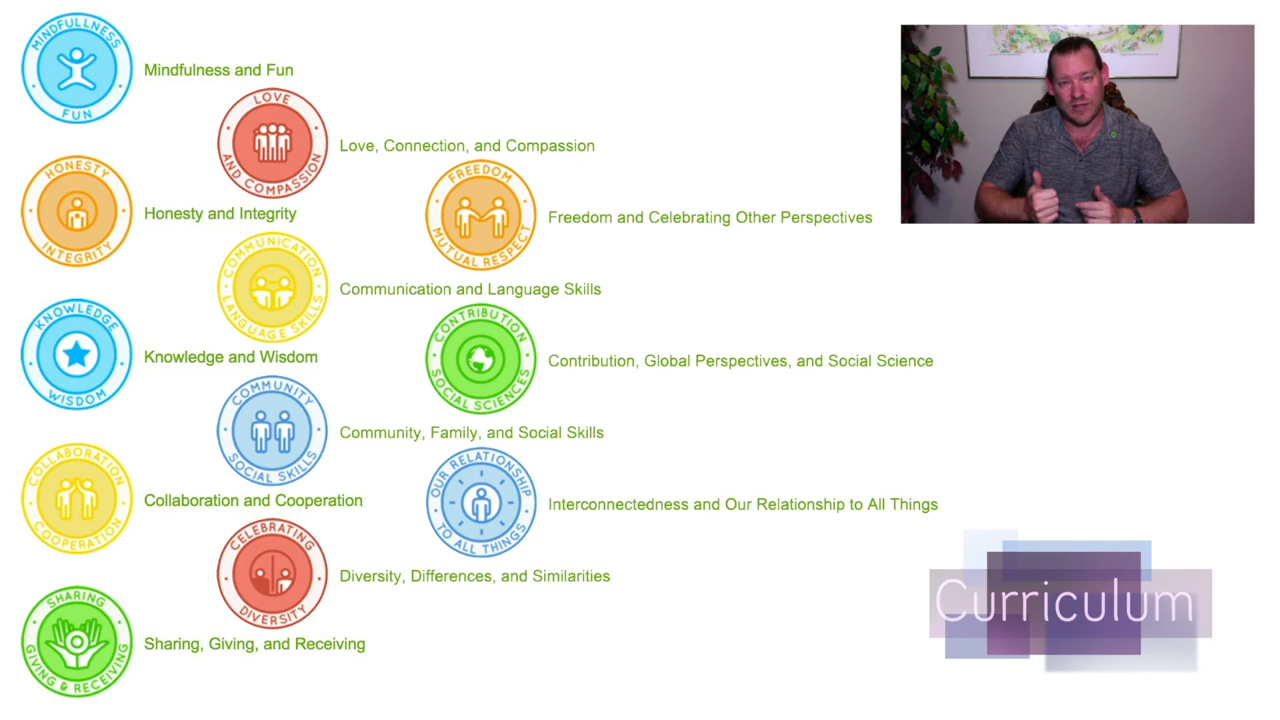 MINDFULLNESS
FUN
Mindfulness and Fun
LOVE
AND COMPASSION
Love, Connection, and Compassion
HONESTY
INTEGRITY
Honesty and Integrity
FREEDOM
MUTUAL RESPECT
Freedom and Celebrating Other Perspectives
COMMUNICATION
LANGUAGE SKILLS
Communication and Language Skills
KNOWLEDGE
WISDOM
Knowledge and Wisdom
CONTRIBUTION
SOCIAL SCIENCES
Contribution, Global Perspectives, and Social Science
COMMUNITY
SOCIAL SKILLS
Community, Family, and Social Skills
COLLABORATION
COOPERATION
Collaboration and Cooperation
OUR RELATIONSHIP
TO ALL THINGS
Interconnectedness and Our Relationship to All Things
CELEBRATING
DIVERSITY
Diversity, Differences, and Similarities
SHARING
GIVING & RECEIVING
Sharing, Giving, and Receiving
Curriculum